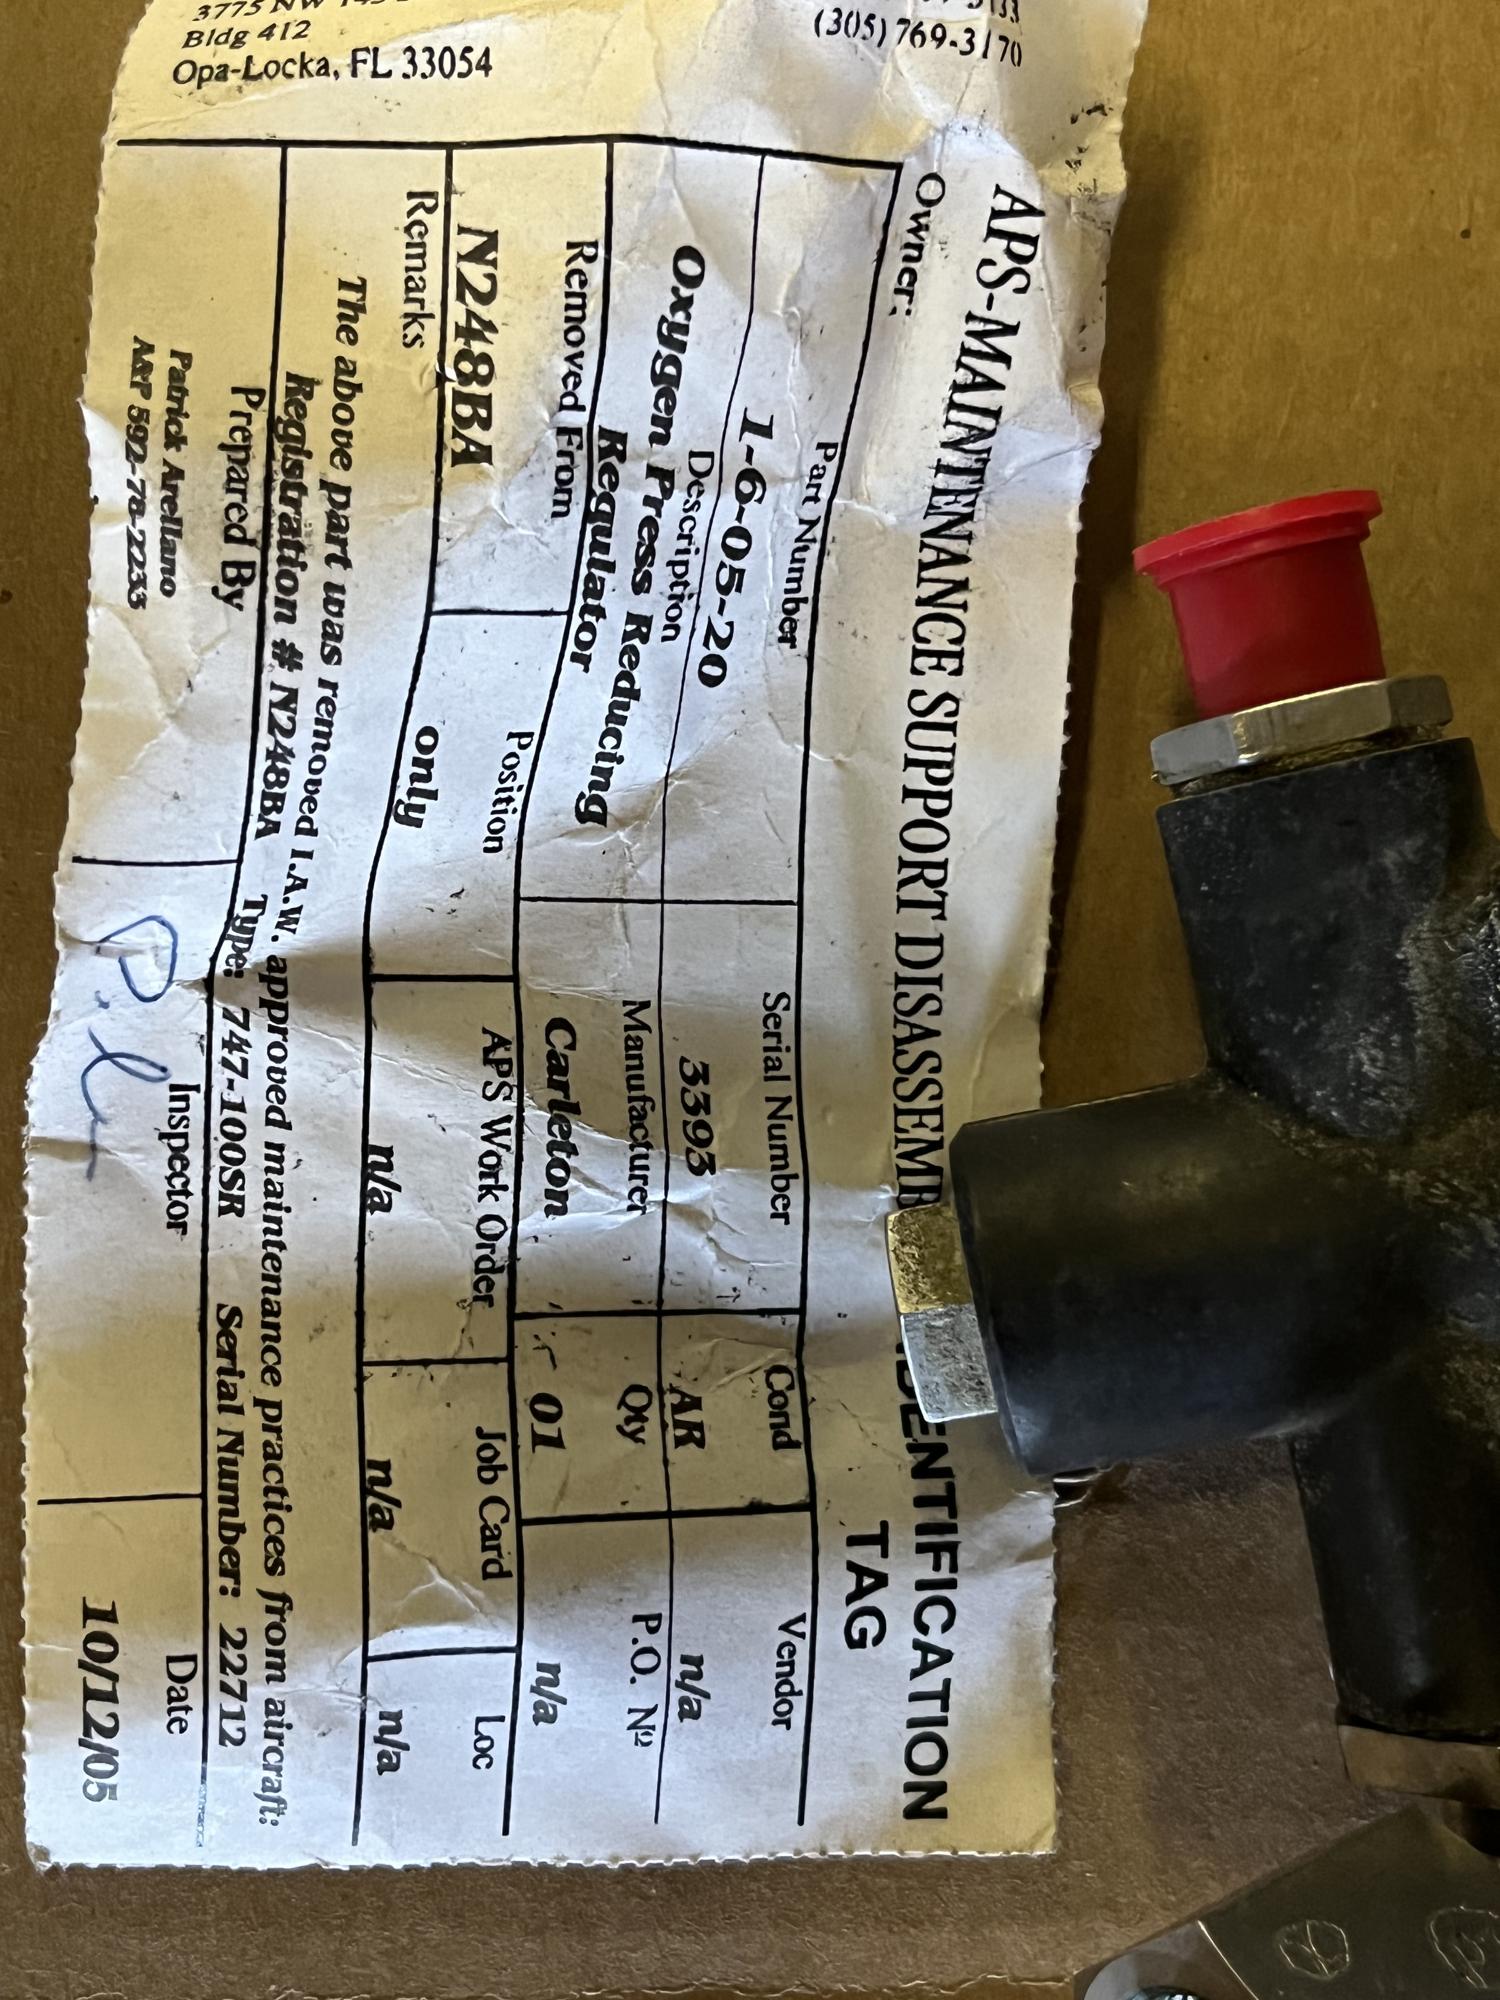 3775 NW
Bldg 412
Opa-Locka, FL 33054
(305) 769-3170
APS-MAINTENANCE SUPPORT DISASSEMB
IDENTIFICATION
TAG
Owner:
Part Number Serial Number Cond Vendor
1-6-05-20 3393 AR n/a
Description Manufacturer Qty P.O. Nº
Oxygen Press Reducing Carleton 01 n/a
Regulator
Removed From Position APS Work Order Job Card Loc
N248BA only n/a n/a n/a
Remarks
The above part was removed I.A.W. approved maintenance practices from aircraft:
Registration # N248BA Type: 747-100SR Serial Number: 22712
Prepared By Inspector Date
Patrick Arellano 10/12/05
A&P 592-78-2233